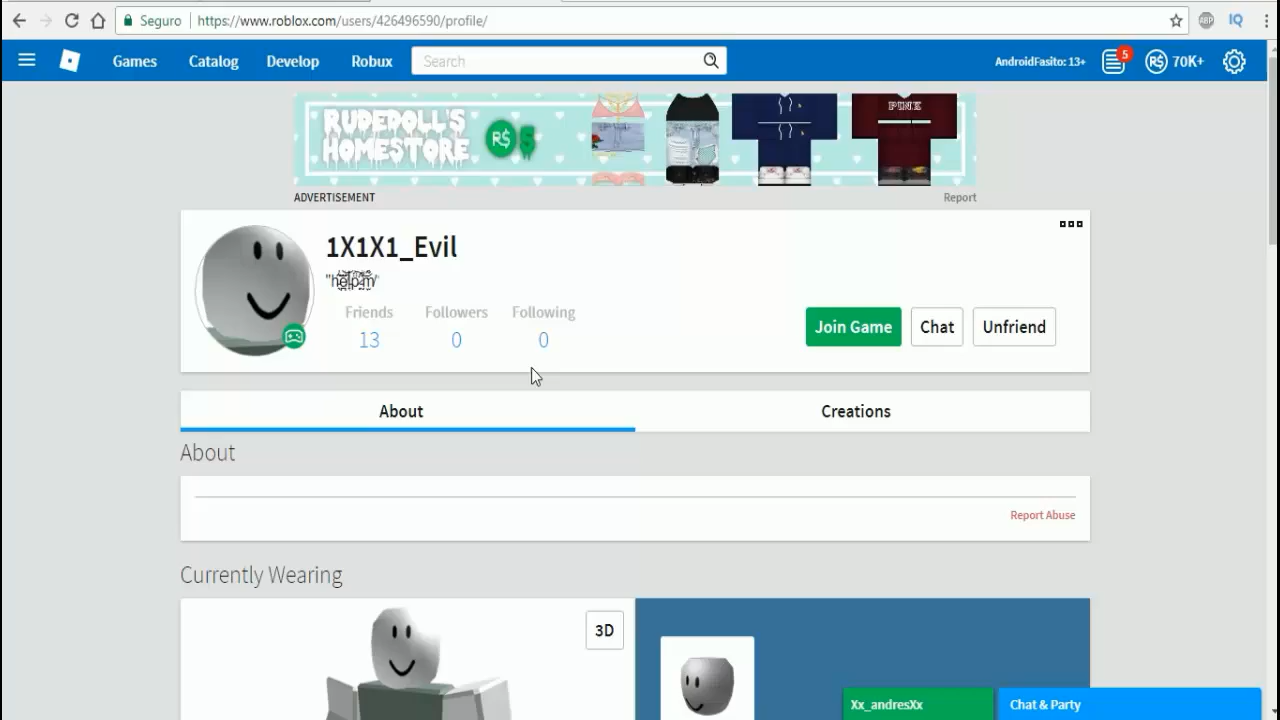 Seguro
https://www.roblox.com/users/426496590/profile/
ABP
IQ
Games
Catalog
Develop
Robux
Search
AndroidFasito: 13+
5
R$
70K+
RUDEDOLL'S
HOMESTORE
R$
PINK
ADVERTISEMENT
Report
1X1X1_Evil
Friends
Followers
Following
13
0
0
Join Game
Chat
Unfriend
About
Creations
About
Report Abuse
Currently Wearing
3D
Xx_andresXx
Chat & Party